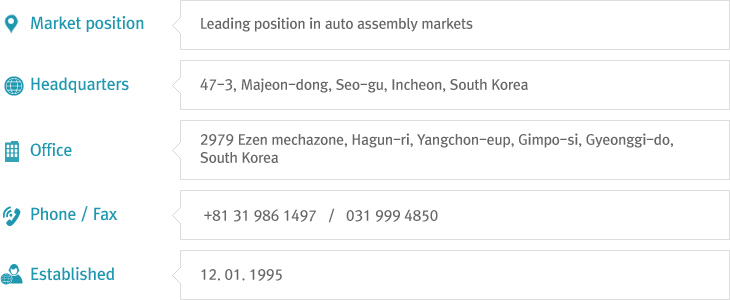 Market position
Leading position in auto assembly markets
Headquarters
47-3, Majeon-dong, Seo-gu, Incheon, South Korea
Office
2979 Ezen mechazone, Hagun-ri, Yangchon-eup, Gimpo-si, Gyeonggi-do,
South Korea
Phone / Fax
+81 31 986 1497 / 031 999 4850
Established
12. 01. 1995